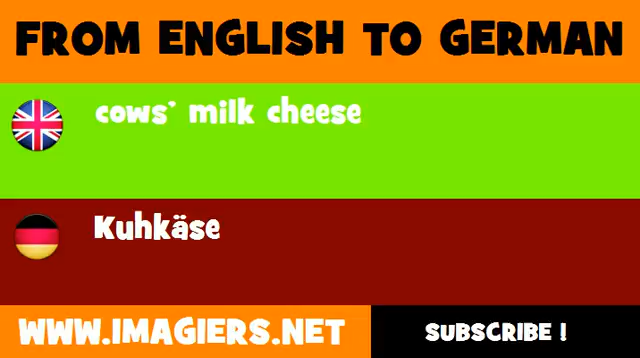 FROM ENGLISH TO GERMAN
cows' milk cheese
Kuhkäse
WWW.IMAGIERS.NET
SUBSCRIBE !